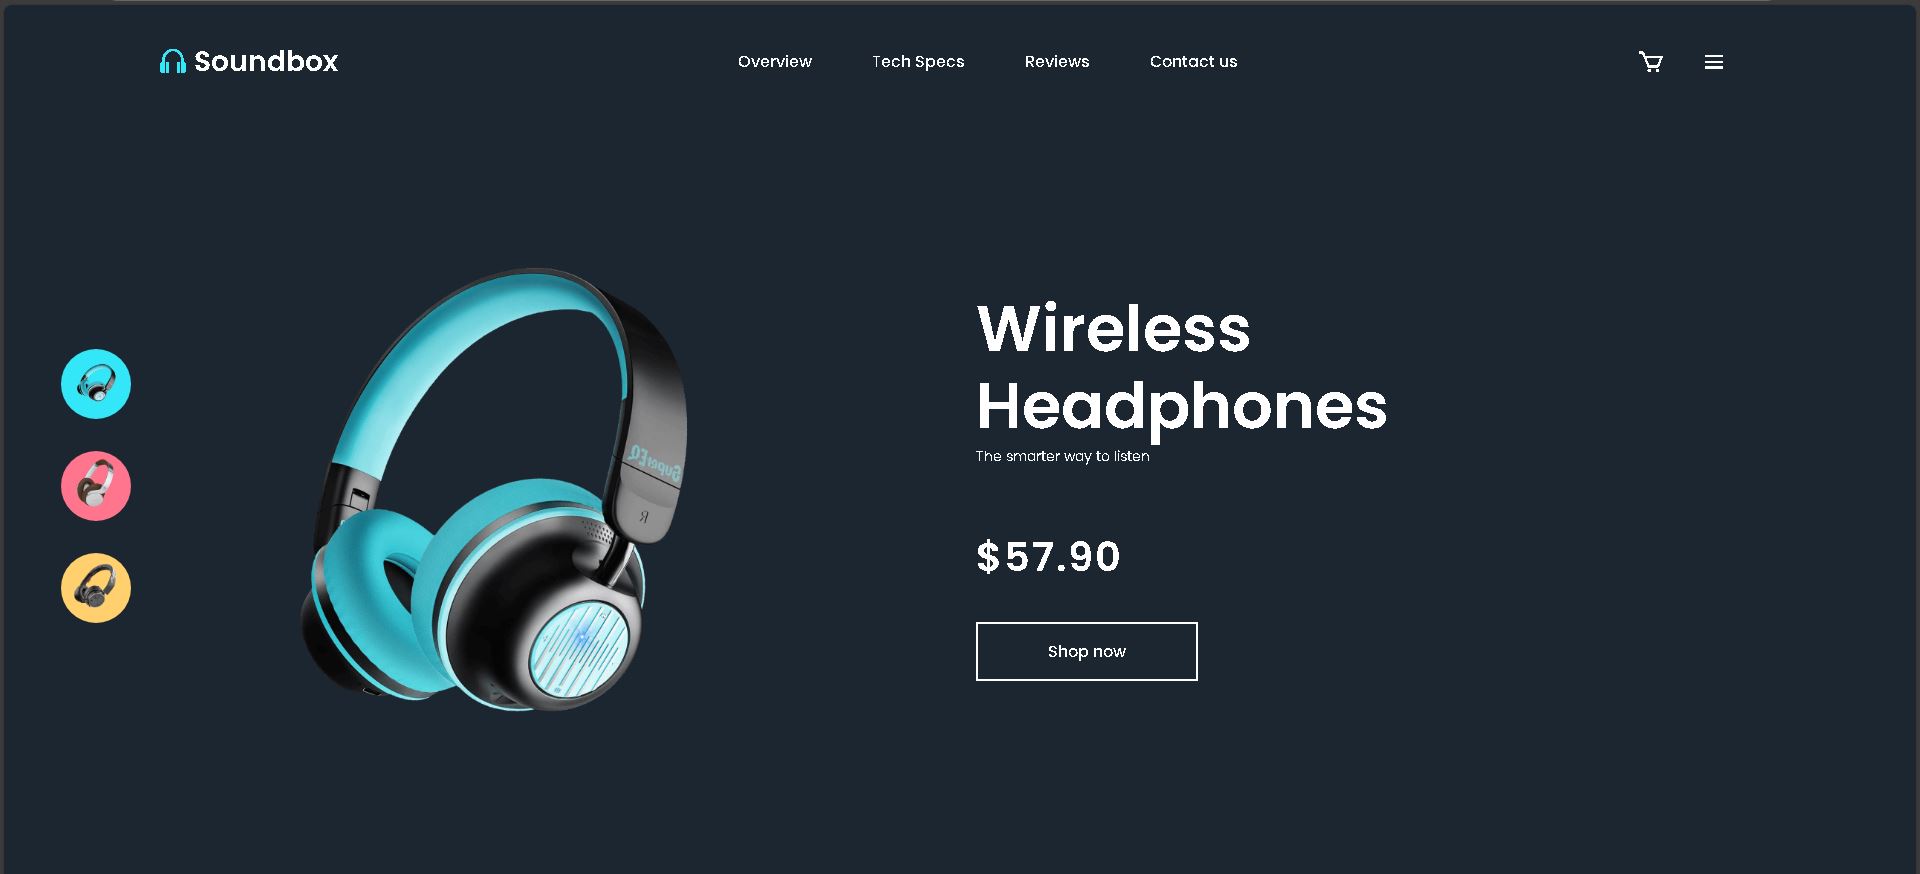 Soundbox
Overview
Tech Specs
Reviews
Contact us
Wireless
Headphones
The smarter way to listen
SuperEQ
R
$57.90
Shop now